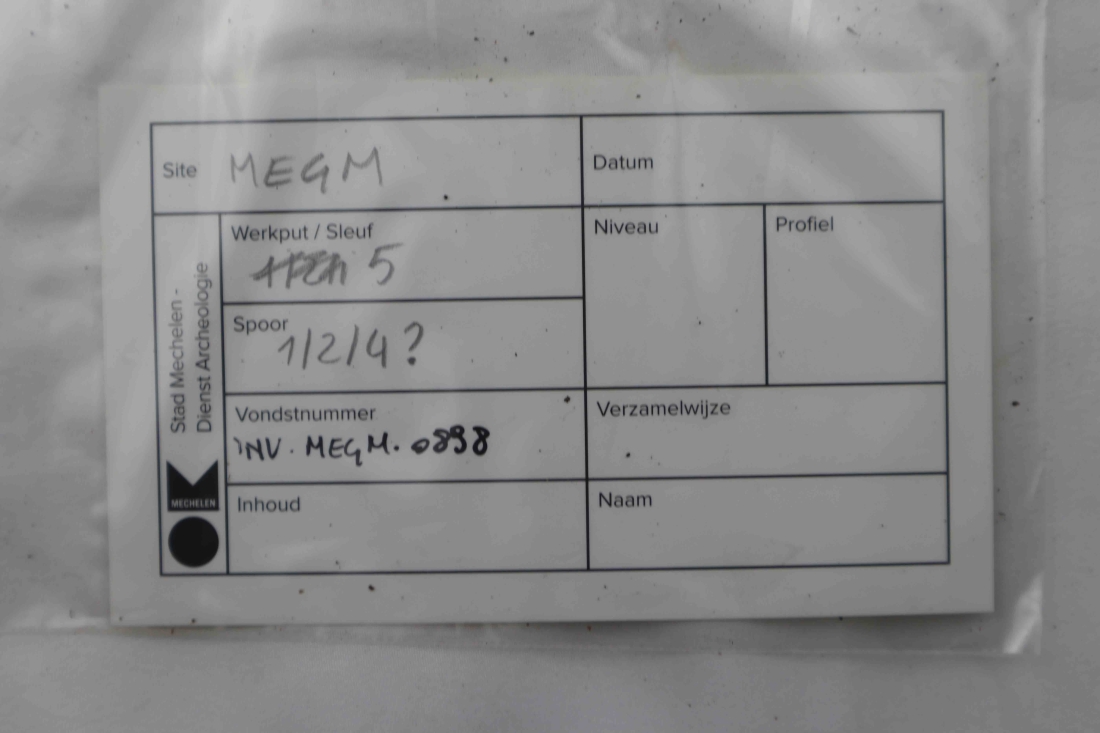 Site MEGM
Datum
Werkput / Sleuf
5
Niveau
Profiel
Spoor
1/2/4?
Vondstnummer
INV. MEGM. 0898
Verzamelwijze
Inhoud
Naam
Stad Mechelen -
Dienst Archeologie
MECHELEN